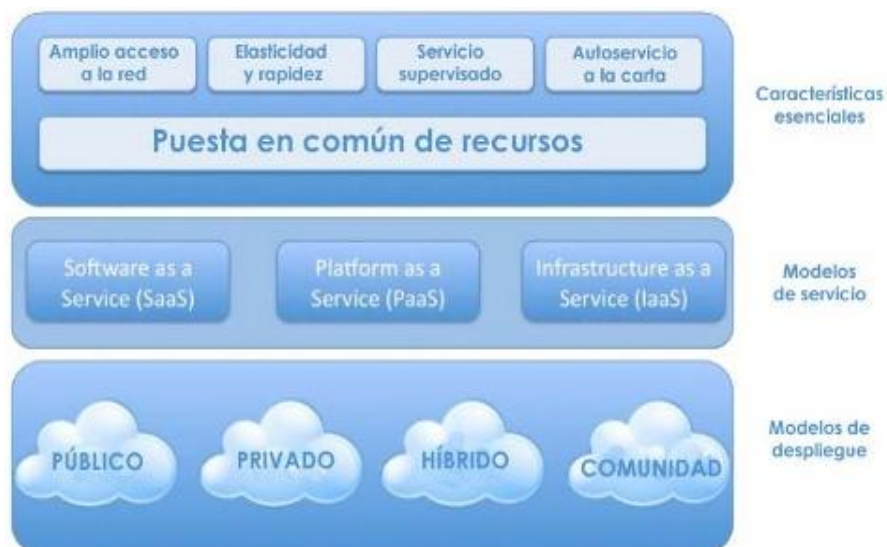 Amplio acceso
a la red
Elasticidad
y rapidez
Servicio
supervisado
Autoservicio
a la carta
Puesta en común de recursos
Características
esenciales
Software as a
Service (SaaS)
Platform as a
Service (PaaS)
Infrastructure as a
Service (IaaS)
Modelos
de servicio
PÚBLICO
PRIVADO
HÍBRIDO
COMUNIDAD
Modelos de
despliegue